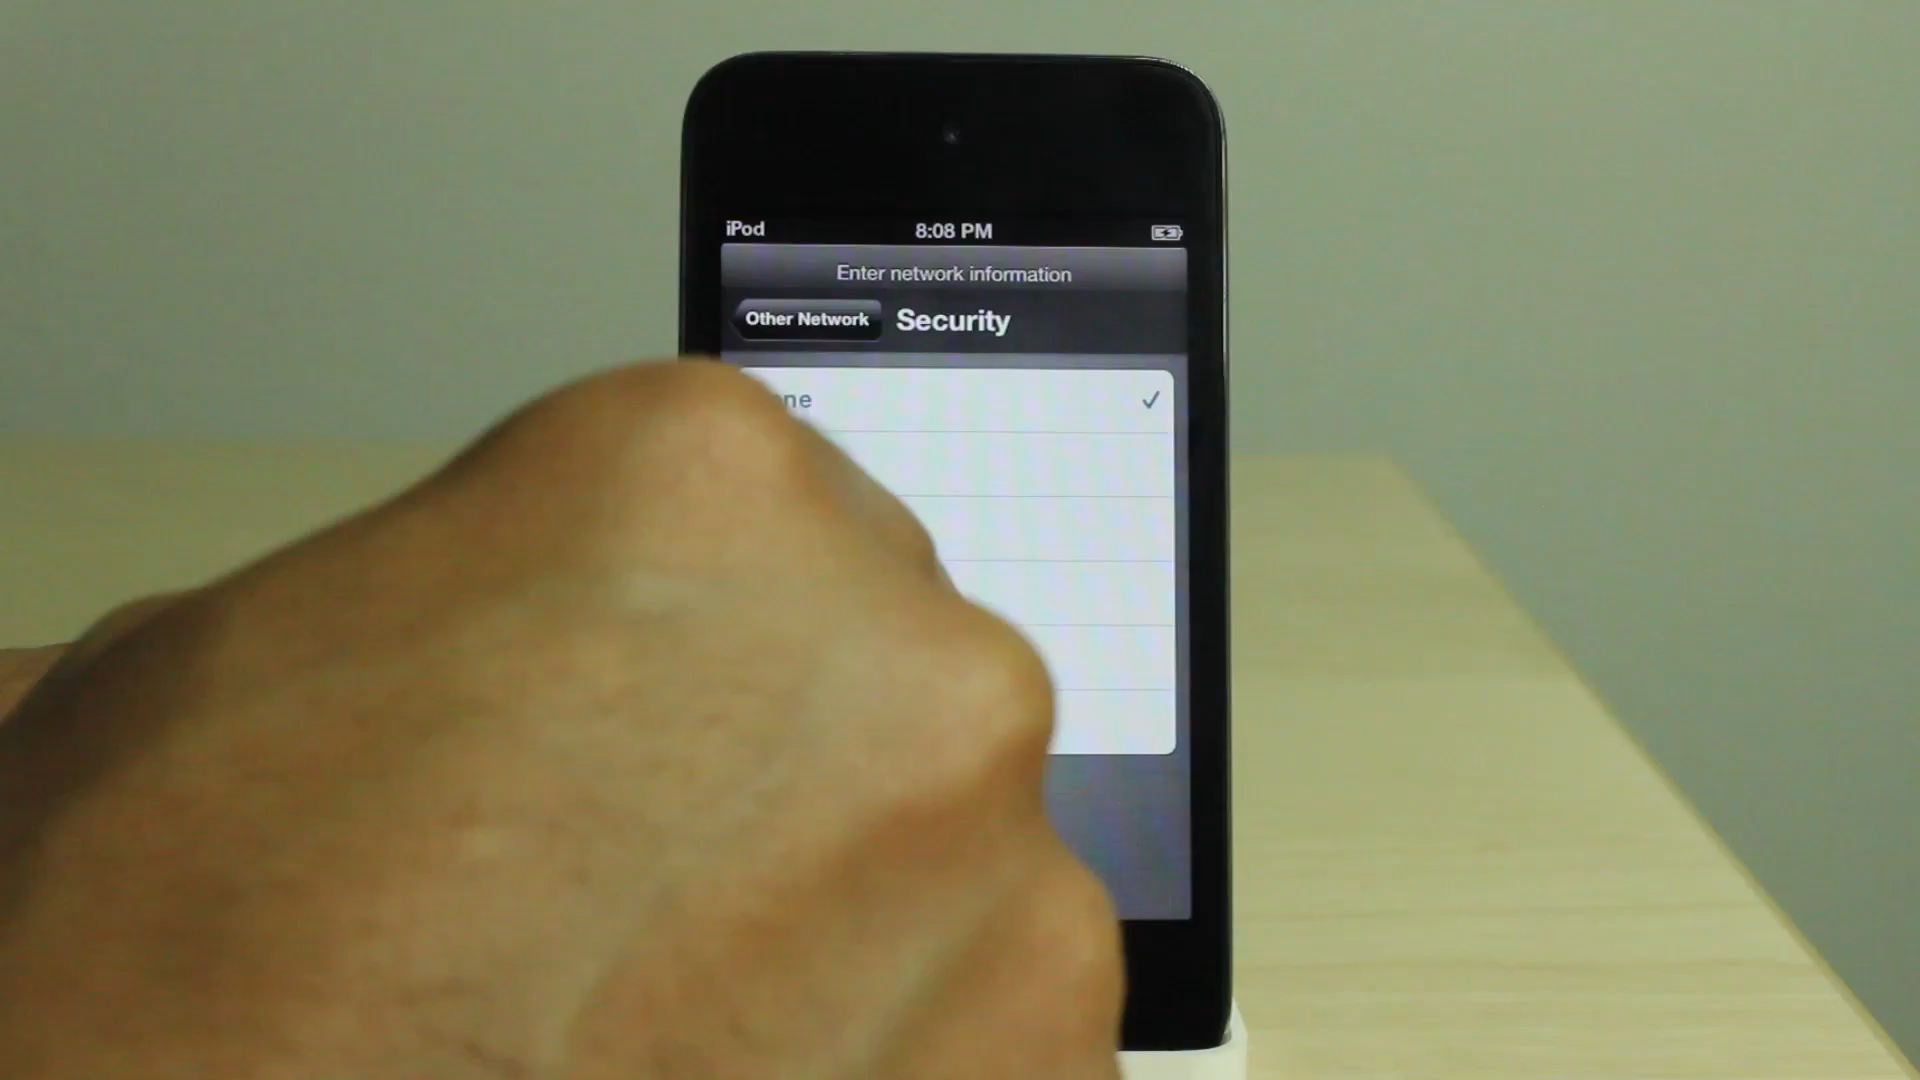 iPod 8:08 PM
Enter network information
Other Network Security